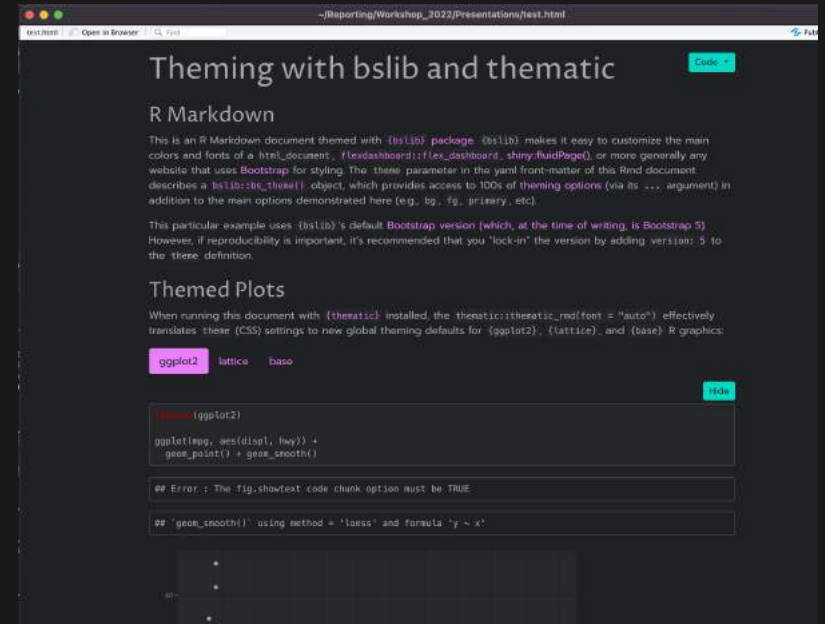 ~/Reporting/Workshop_2022/Presentations/test.html
test.html Open in Browser Find
Theming with bslib and thematic
Code
R Markdown
This is an R Markdown document themed with {bslib} package. {bslib} makes it easy to customize the main
colors and fonts of a html_document, flexdashboard::flex_dashboard, shiny::fluidPage(), or more generally any
website that uses Bootstrap for styling. The theme parameter in the yaml front-matter of this Rmd document
describes a bslib::bs_theme() object, which provides access to 100s of theming options (via its ... argument) in
addition to the main options demonstrated here (e.g., bg, fg, primary, etc).
This particular example uses {bslib}'s default Bootstrap version (which, at the time of writing, is Bootstrap 5).
However, if reproducibility is important, it's recommended that you "lock-in" the version by adding version: 5 to
the theme definition.
Themed Plots
When running this document with {thematic} installed, the thematic::thematic_rmd(font = "auto") effectively
translates theme (CSS) settings to new global theming defaults for {ggplot2}, {lattice}, and {base} R graphics:
ggplot2 lattice base
Hide
(ggplot2)
ggplot(mpg, aes(displ, hwy)) +
geom_point() + geom_smooth()
## Error : The fig.showtext code chunk option must be TRUE
## `geom_smooth()` using method = 'loess' and formula 'y ~ x'